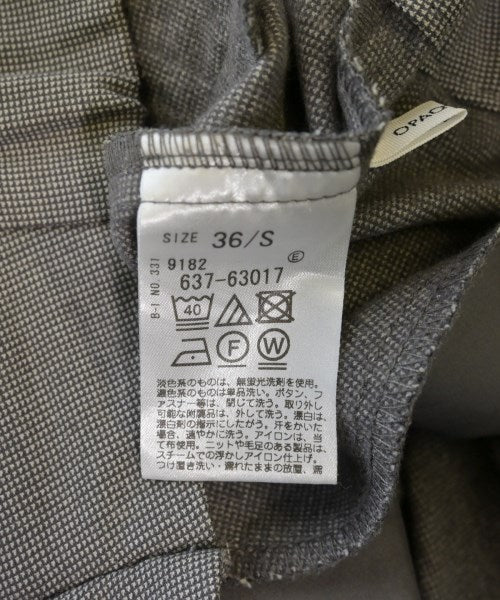 OPAQ
SIZE 36/S
B-I NO 331
9182 E
637-63017
40
F W
淡色系のものは、無蛍光洗剤を使用。
濃色系のものは単品洗い。ボタン、フ
ァスナー等は、閉じて洗う。取り外し
可能な附属品は、外して洗う。漂白は、
漂白剤の指示にしたがう。汗をかいた
場合、速やかに洗う。アイロンは、当
て布使用。ニットや毛足のある製品は、
スチームでの浮かしアイロン仕上げ。
つけ置き洗い・濡れたままの放置、濡